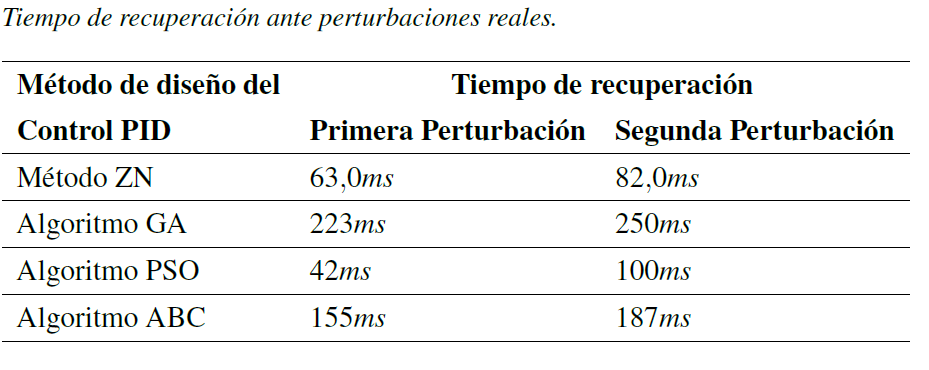 Tiempo de recuperación ante perturbaciones reales.
Método de diseño del Tiempo de recuperación
Control PID Primera Perturbación Segunda Perturbación
Método ZN 63,0ms 82,0ms
Algoritmo GA 223ms 250ms
Algoritmo PSO 42ms 100ms
Algoritmo ABC 155ms 187ms